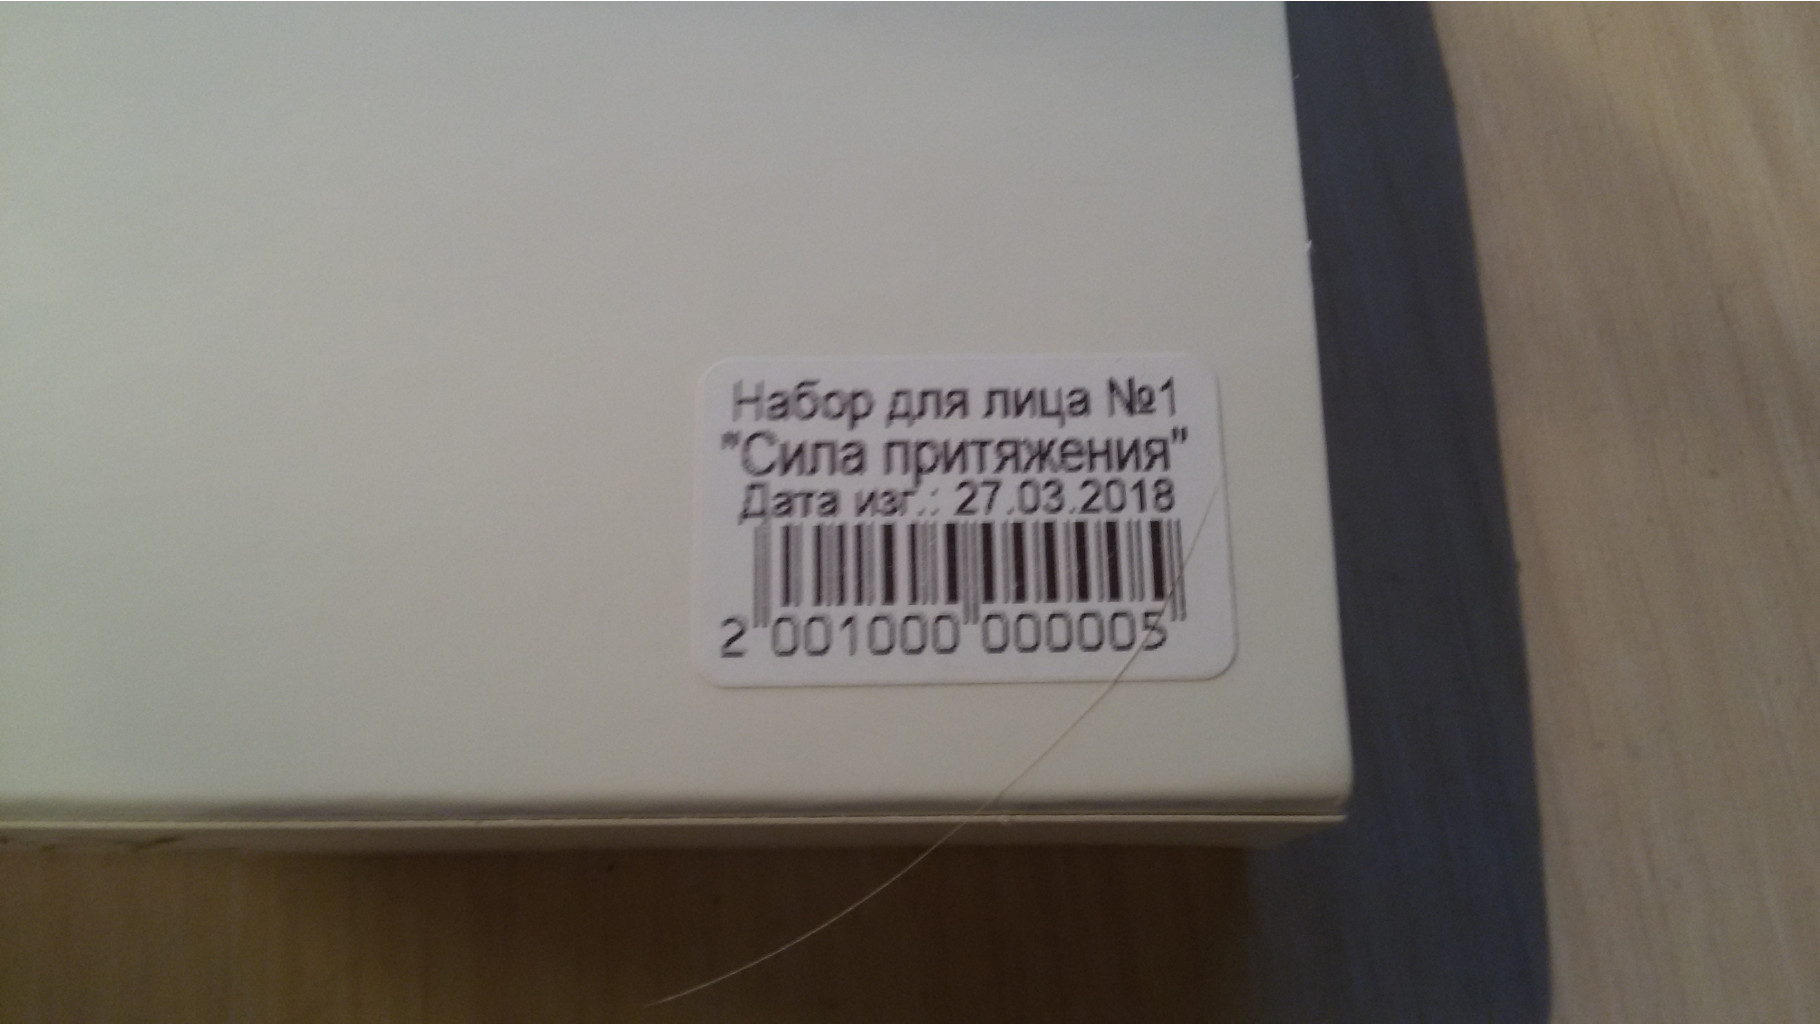 Набор для лица №1
"Сила притяжения"
Дата изг.: 27.03.2018
2 001000 000005